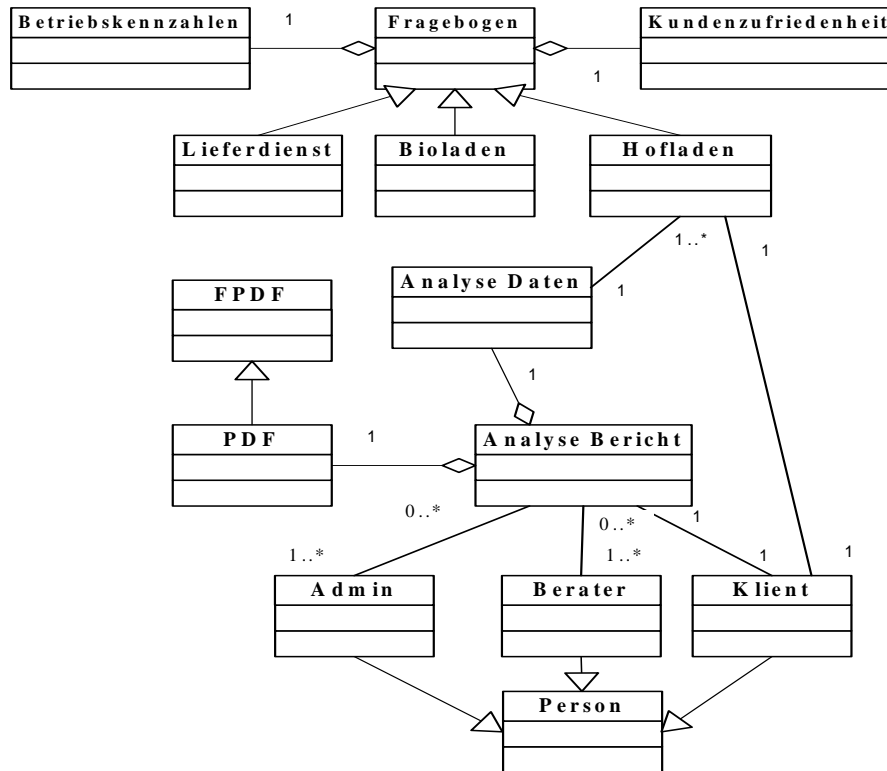 Betriebskennzahlen 1 Fragebogen Kundenzufriedenheit
1
Lieferdienst Bioladen Hofladen
1..* 1
FPDF Analyse Daten 1
1
PDF 1 Analyse Bericht
0..* 0..* 1
1..* 1..* 1 1
Admin Berater Klient
Person